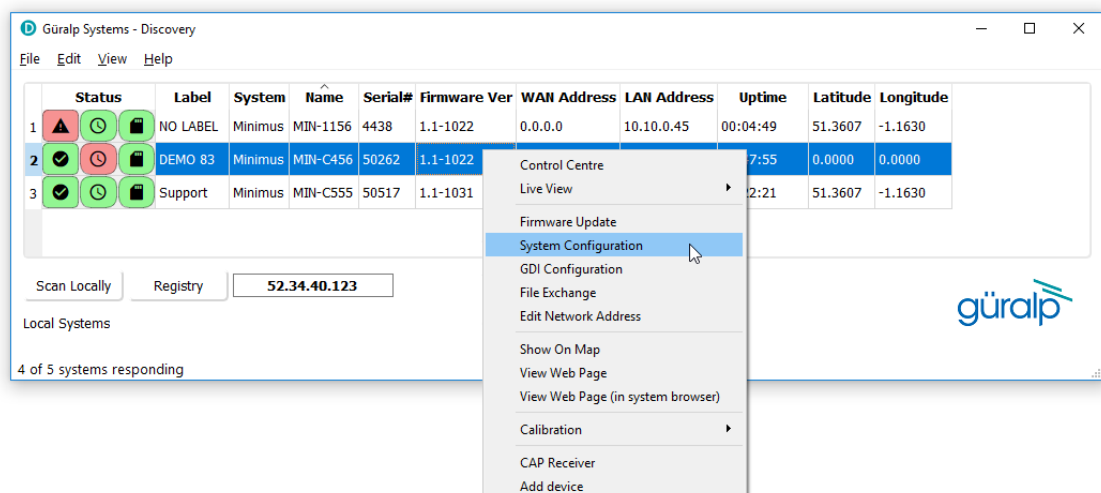 Güralp Systems - Discovery
File Edit View Help
Status Label System Name Serial# Firmware Ver WAN Address LAN Address Uptime Latitude Longitude
1 NO LABEL Minimus MIN-1156 4438 1.1-1022 0.0.0.0 10.10.0.45 00:04:49 51.3607 -1.1630
2 DEMO 83 Minimus MIN-C456 50262 1.1-1022 7:55 0.0000 0.0000
3 Support Minimus MIN-C555 50517 1.1-1031 2:21 51.3607 -1.1630
Control Centre
Live View
Firmware Update
System Configuration
GDI Configuration
File Exchange
Edit Network Address
Show On Map
View Web Page
View Web Page (in system browser)
Calibration
CAP Receiver
Add device
Scan Locally Registry 52.34.40.123
Local Systems
güralp
4 of 5 systems responding